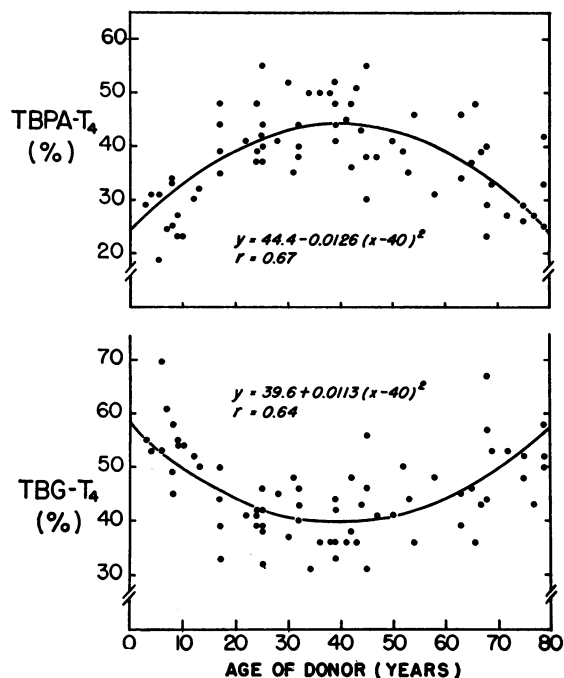 60
50
TBPA-T₄
(%)
40
30
20
y = 44.4-0.0126 (x-40)²
r = 0.67
70
60
y = 39.6+0.0113 (x-40)²
r = 0.64
50
TBG-T₄
(%)
40
30
0 10 20 30 40 50 60 70 80
AGE OF DONOR (YEARS)